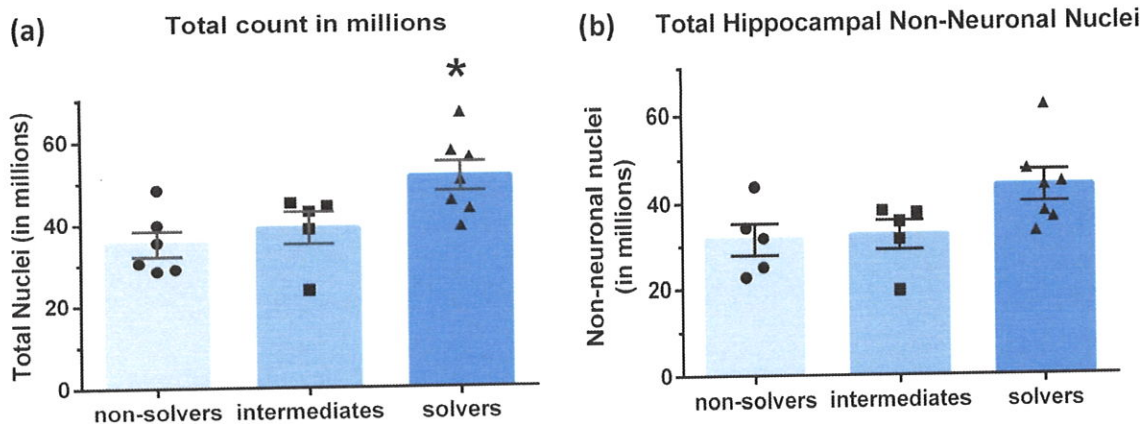 (a)
Total count in millions
*
Total Nuclei (in millions)
60
40
20
0
non-solvers
intermediates
solvers
(b)
Total Hippocampal Non-Neuronal Nuclei
Non-neuronal nuclei
(in millions)
60
40
20
0
non-solvers
intermediates
solvers